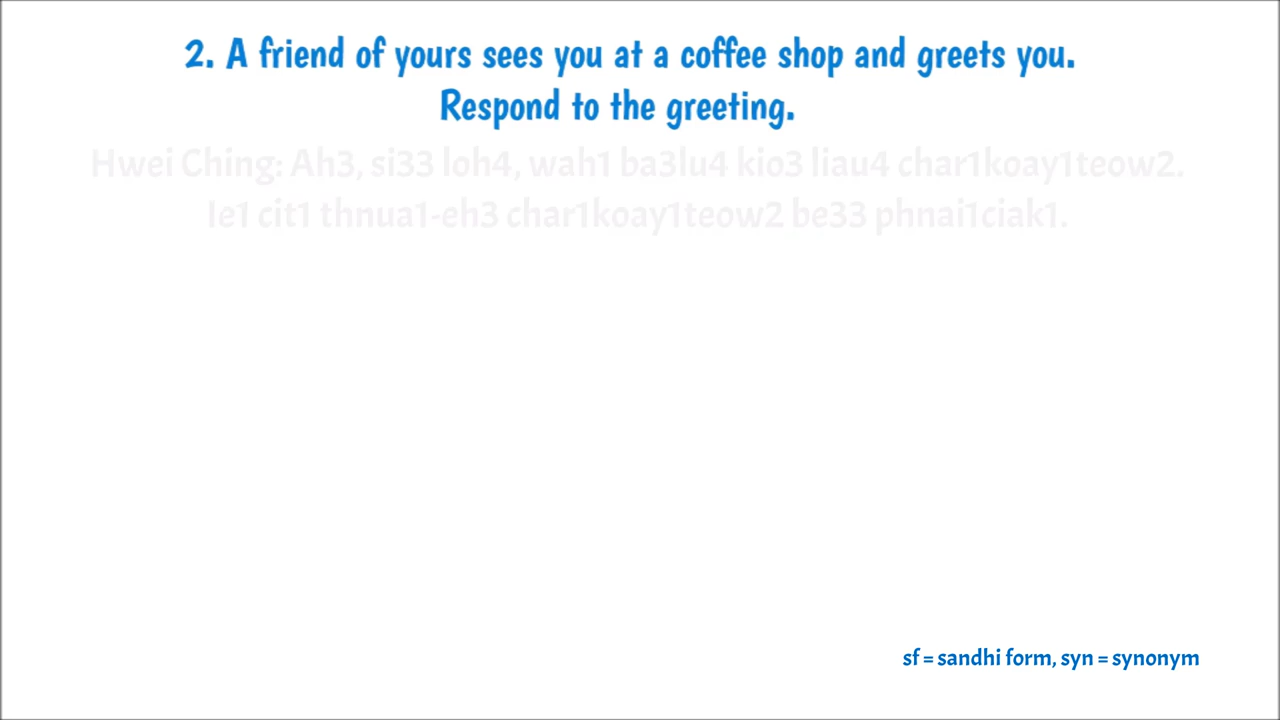 2. A friend of yours sees you at a coffee shop and greets you.
Respond to the greeting.
Hwei Ching: Ah3, si33 loh4, wah1 ba3lu4 kio3 liau4 char1koay1teow2.
Ie1 cit1 thnua1-eh3 char1koay1teow2 be33 phnai1ciak1.
sf = sandhi form, syn = synonym